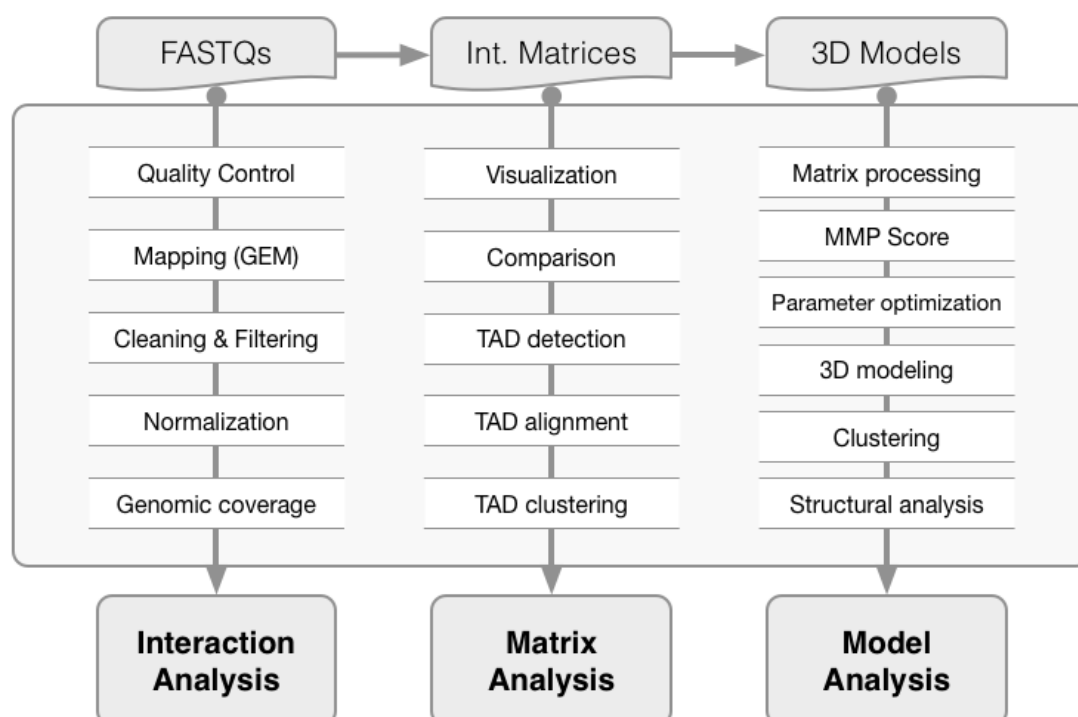 FASTQs
Int. Matrices
3D Models
Quality Control
Mapping (GEM)
Cleaning & Filtering
Normalization
Genomic coverage
Visualization
Comparison
TAD detection
TAD alignment
TAD clustering
Matrix processing
MMP Score
Parameter optimization
3D modeling
Clustering
Structural analysis
Interaction
Analysis
Matrix
Analysis
Model
Analysis